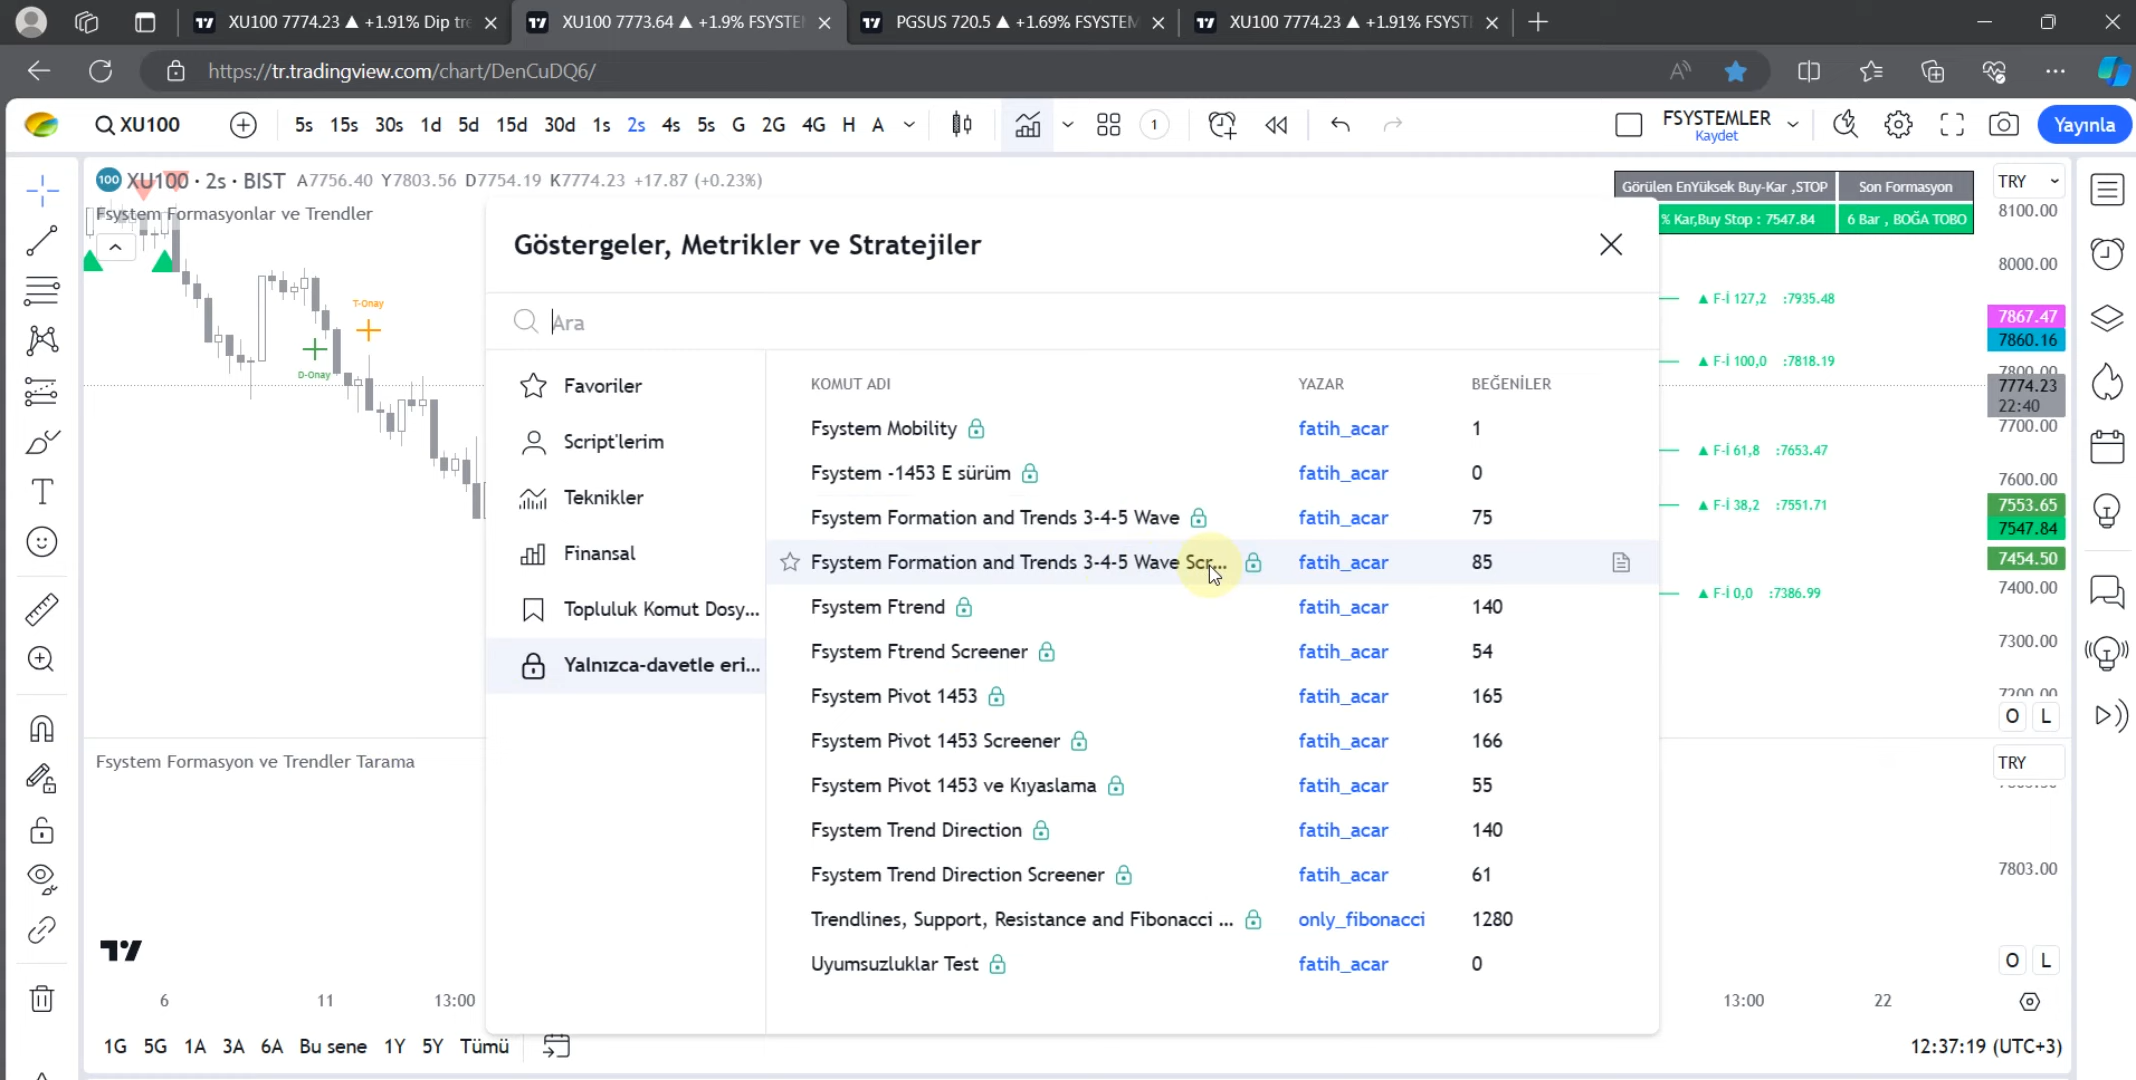 XU100 7774.23 ▲ +1.91% Dip tr
XU100 7773.64 ▲ +1.9% FSYSTE
PGSUS 720.5 ▲ +1.69% FSYSTEM
XU100 7774.23 ▲ +1.91% FSYST
https://tr.tradingview.com/chart/DenCuDQ6/
XU100
5s 15s 30s 1d 5d 15d 30d 1s 2s 4s 5s G 2G 4G H A
1
FSYSTEMLER
Kaydet
Yayınla
100 XU100 · 2s · BIST A7756.40 Y7803.56 D7754.19 K7774.23 +17.87 (+0.23%)
Fsystem Formasyonlar ve Trendler
T-Onay
D-Onay
Görülen EnYüksek Buy-Kar ,STOP
Son Formasyon
% Kar,Buy Stop : 7547.84
6 Bar , BOĞA TOBO
TRY
Göstergeler, Metrikler ve Stratejiler
Ara
Favoriler
Script'lerim
Teknikler
Finansal
Topluluk Komut Dosy...
Yalnızca-davetle eri...
KOMUT ADI YAZAR BEĞENİLER
Fsystem Mobility fatih_acar 1
Fsystem -1453 E sürüm fatih_acar 0
Fsystem Formation and Trends 3-4-5 Wave fatih_acar 75
Fsystem Formation and Trends 3-4-5 Wave Scr... fatih_acar 85
Fsystem Ftrend fatih_acar 140
Fsystem Ftrend Screener fatih_acar 54
Fsystem Pivot 1453 fatih_acar 165
Fsystem Pivot 1453 Screener fatih_acar 166
Fsystem Pivot 1453 ve Kıyaslama fatih_acar 55
Fsystem Trend Direction fatih_acar 140
Fsystem Trend Direction Screener fatih_acar 61
Trendlines, Support, Resistance and Fibonacci ... only_fibonacci 1280
Uyumsuzluklar Test fatih_acar 0
▲ F-İ 127,2 :7935.48
▲ F-İ 100,0 :7818.19
▲ F-İ 61,8 :7653.47
▲ F-İ 38,2 :7551.71
▲ F-İ 0,0 :7386.99
8100.00
8000.00
7867.47
7860.16
7800.00
7774.23
22:40
7700.00
7600.00
7553.65
7547.84
7454.50
7400.00
7300.00
7200.00
O L
Fsystem Formasyon ve Trendler Tarama
TRY
7803.00
O L
6 11 13:00 13:00 22
1G 5G 1A 3A 6A Bu sene 1Y 5Y Tümü
12:37:19 (UTC+3)